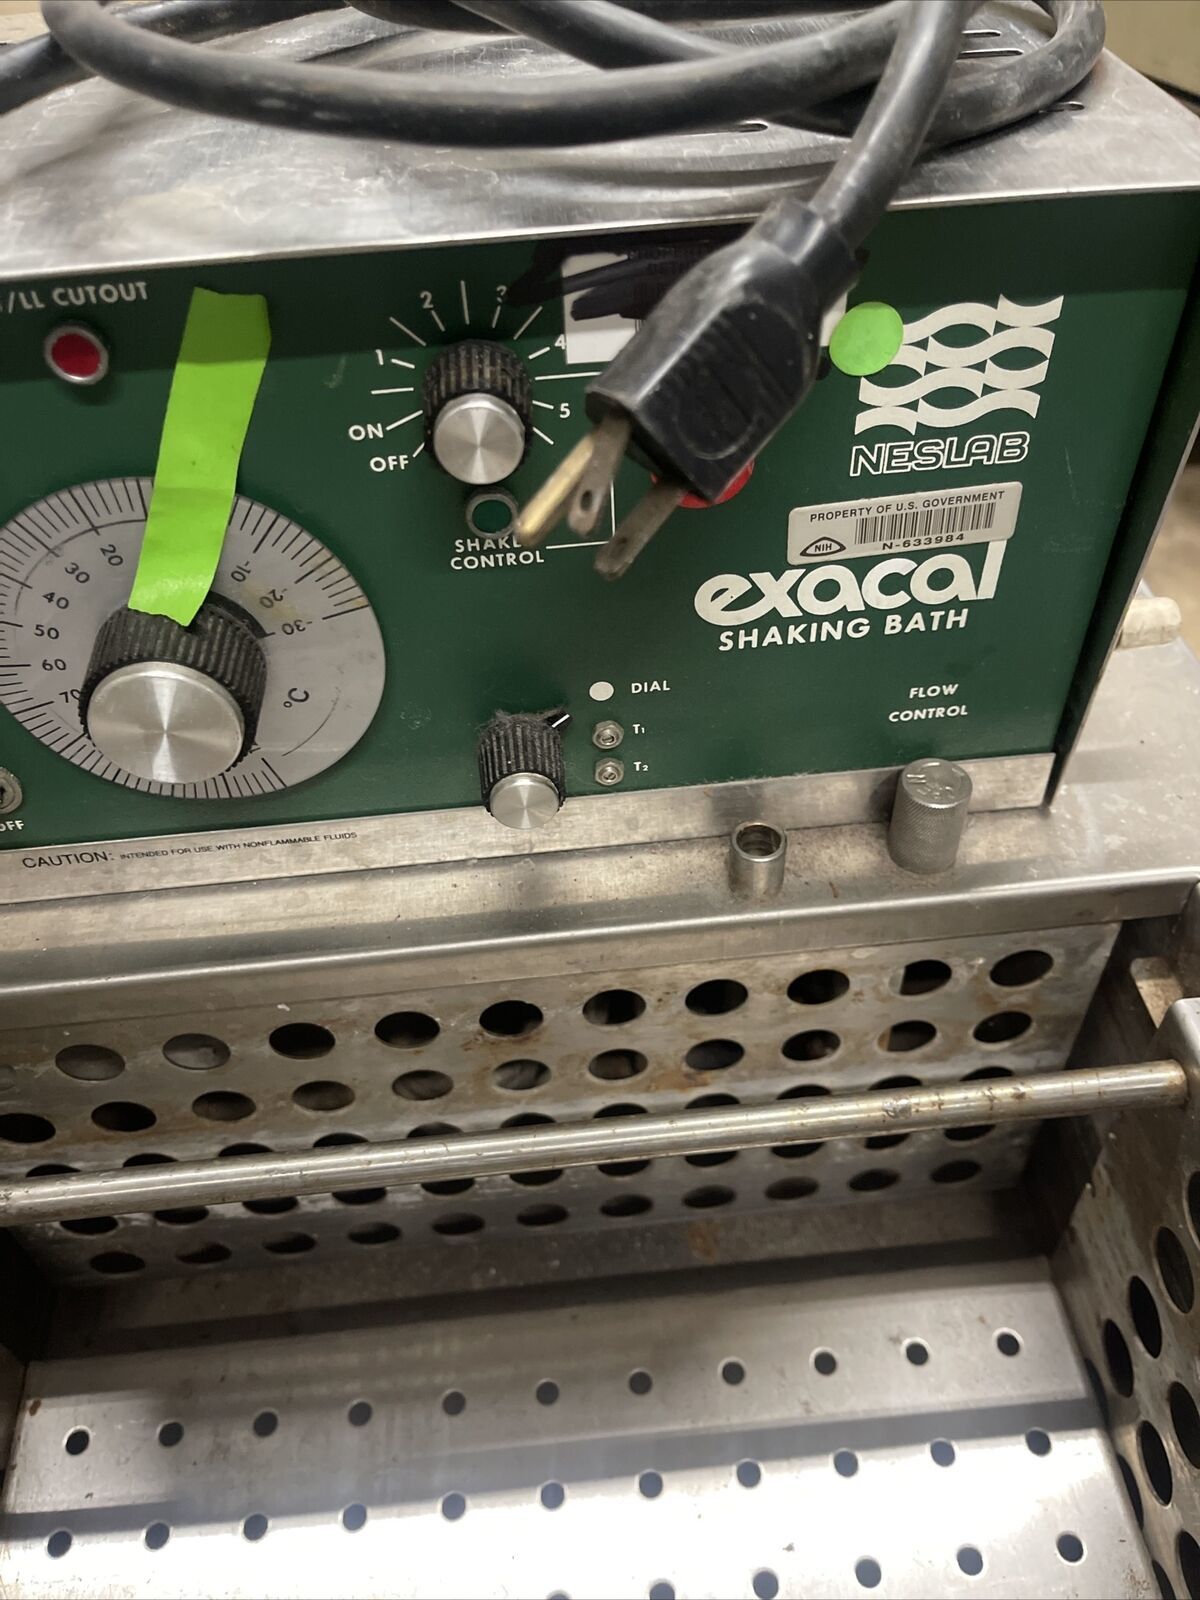 /LL CUTOUT
1
2
3
4
5
ON
OFF
SHAKE
CONTROL
NESLAB
PROPERTY OF U.S. GOVERNMENT
NIH
N-633984
exacal
SHAKING BATH
20
30
40
50
60
70
-10
-20
-30
°C
DIAL
T1
T2
FLOW
CONTROL
OFF
CAUTION: INTENDED FOR USE WITH NONFLAMMABLE FLUIDS